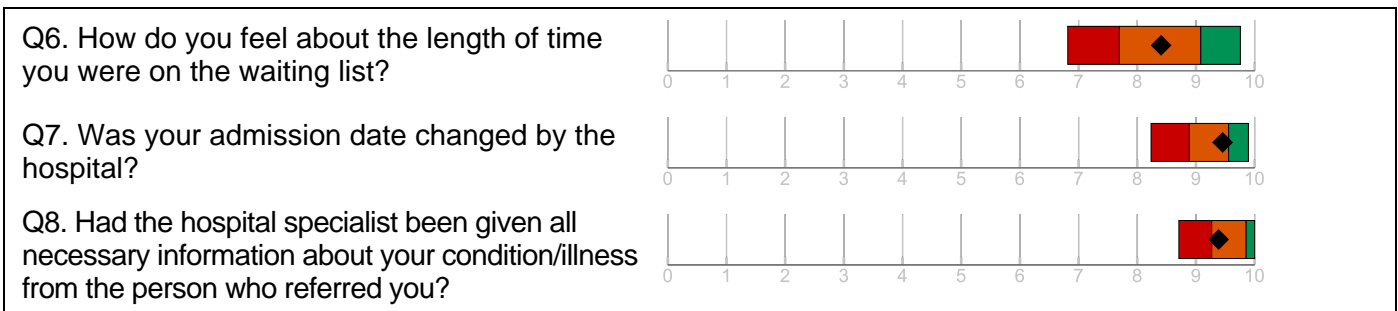 Q6. How do you feel about the length of time
you were on the waiting list?
0 1 2 3 4 5 6 7 8 9 10
Q7. Was your admission date changed by the
hospital?
0 1 2 3 4 5 6 7 8 9 10
Q8. Had the hospital specialist been given all
necessary information about your condition/illness
from the person who referred you?
0 1 2 3 4 5 6 7 8 9 10